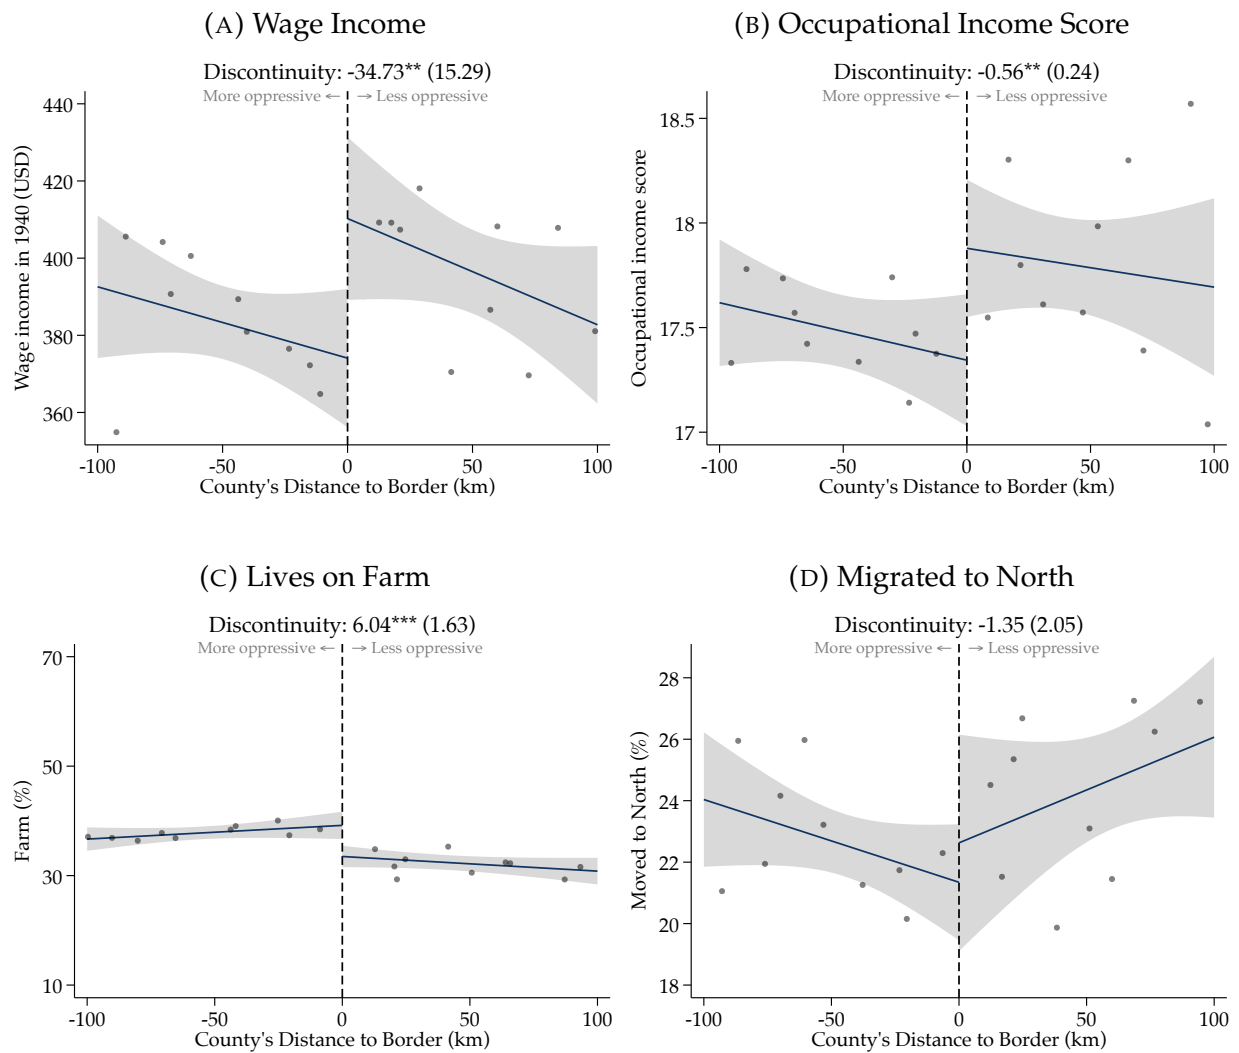 (A) Wage Income
Discontinuity: -34.73** (15.29)
More oppressive ← → Less oppressive
Wage income in 1940 (USD)
440
420
400
380
360
-100 -50 0 50 100
County's Distance to Border (km)
(B) Occupational Income Score
Discontinuity: -0.56** (0.24)
More oppressive ← → Less oppressive
Occupational income score
18.5
18
17.5
17
-100 -50 0 50 100
County's Distance to Border (km)
(C) Lives on Farm
Discontinuity: 6.04*** (1.63)
More oppressive ← → Less oppressive
Farm (%)
70
50
30
10
-100 -50 0 50 100
County's Distance to Border (km)
(D) Migrated to North
Discontinuity: -1.35 (2.05)
More oppressive ← → Less oppressive
Moved to North (%)
28
26
24
22
20
18
-100 -50 0 50 100
County's Distance to Border (km)